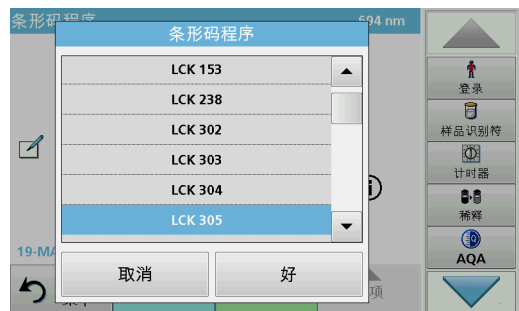 条形码程序
694 nm
条形码程序
LCK 153
LCK 238
LCK 302
LCK 303
LCK 304
LCK 305
取消
好
19-MA
项
登录
样品识别符
计时器
稀释
AQA